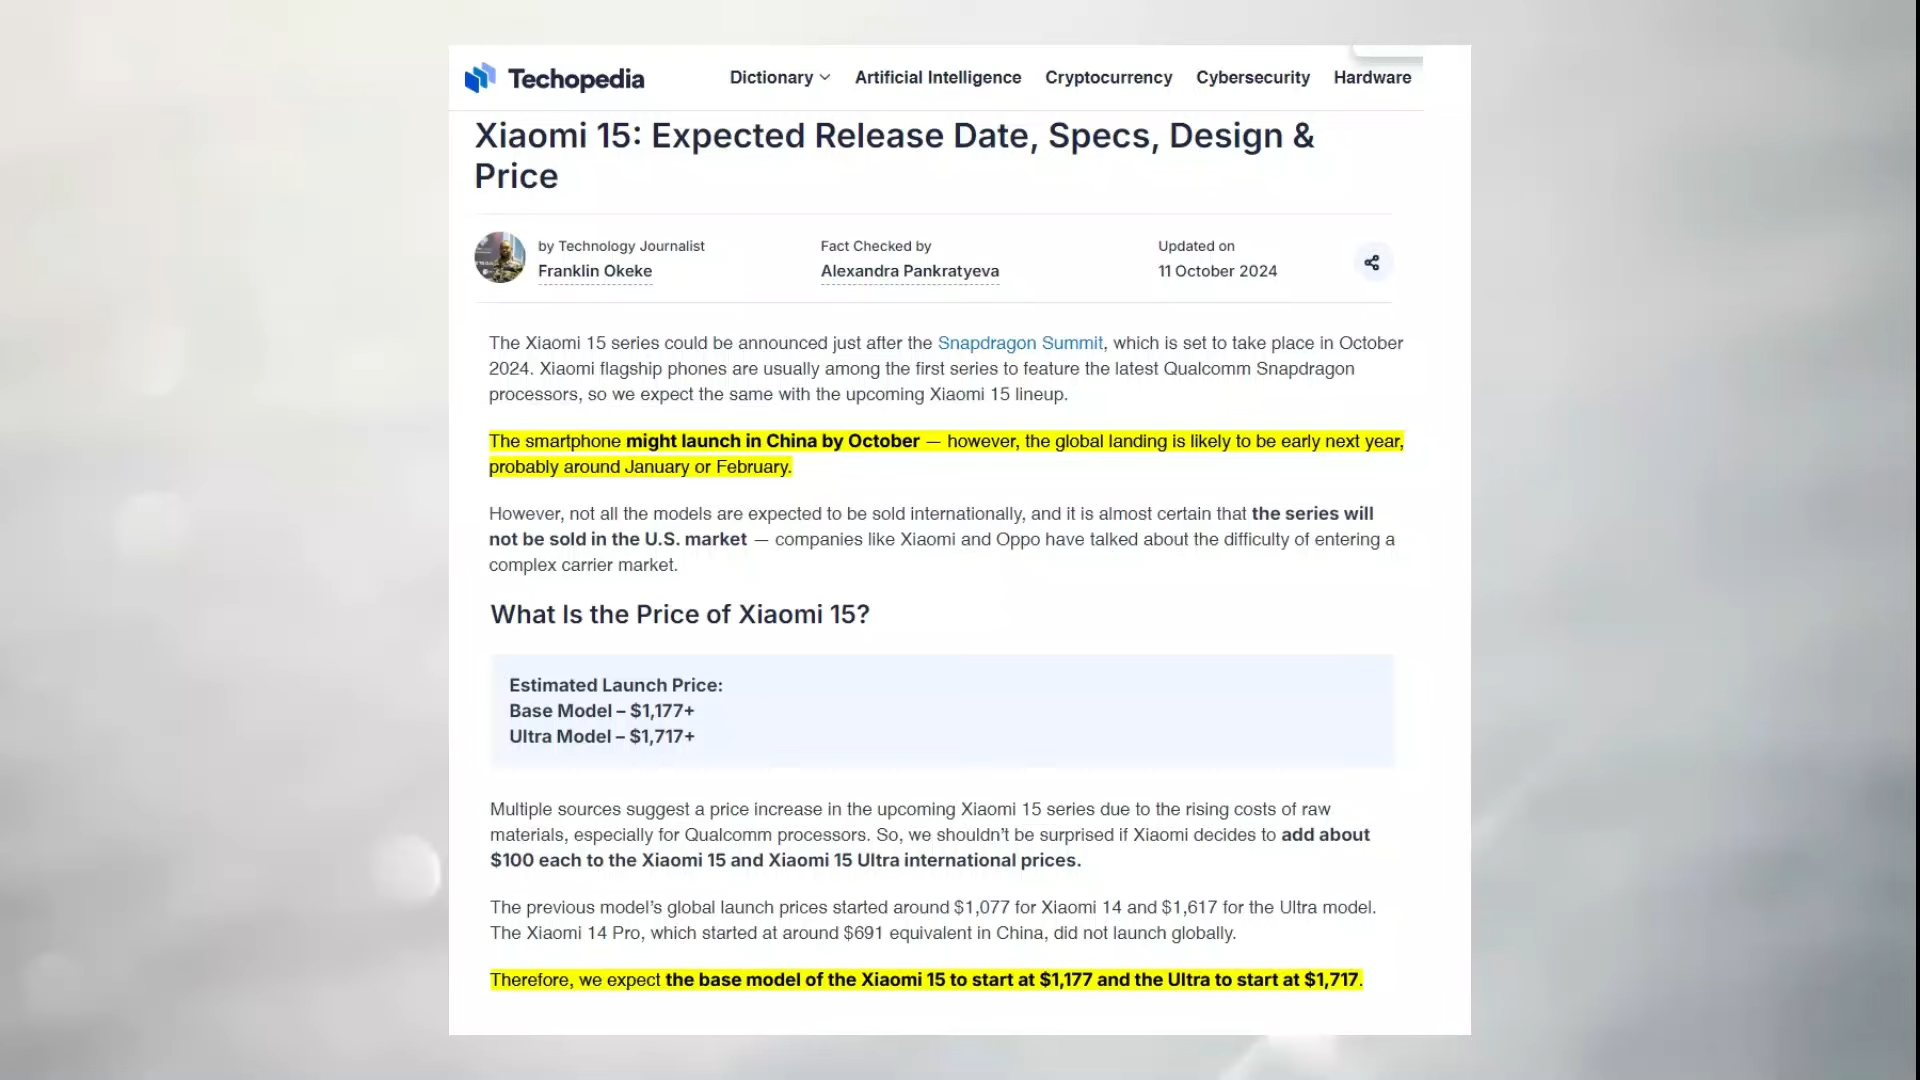 Techopedia
Dictionary
Artificial Intelligence
Cryptocurrency
Cybersecurity
Hardware
Xiaomi 15: Expected Release Date, Specs, Design &
Price
by Technology Journalist
Franklin Okeke
Fact Checked by
Alexandra Pankratyeva
Updated on
11 October 2024
The Xiaomi 15 series could be announced just after the Snapdragon Summit, which is set to take place in October
2024. Xiaomi flagship phones are usually among the first series to feature the latest Qualcomm Snapdragon
processors, so we expect the same with the upcoming Xiaomi 15 lineup.
The smartphone might launch in China by October — however, the global landing is likely to be early next year,
probably around January or February.
However, not all the models are expected to be sold internationally, and it is almost certain that the series will
not be sold in the U.S. market — companies like Xiaomi and Oppo have talked about the difficulty of entering a
complex carrier market.
What Is the Price of Xiaomi 15?
Estimated Launch Price:
Base Model – $1,177+
Ultra Model – $1,717+
Multiple sources suggest a price increase in the upcoming Xiaomi 15 series due to the rising costs of raw
materials, especially for Qualcomm processors. So, we shouldn't be surprised if Xiaomi decides to add about
$100 each to the Xiaomi 15 and Xiaomi 15 Ultra international prices.
The previous model's global launch prices started around $1,077 for Xiaomi 14 and $1,617 for the Ultra model.
The Xiaomi 14 Pro, which started at around $691 equivalent in China, did not launch globally.
Therefore, we expect the base model of the Xiaomi 15 to start at $1,177 and the Ultra to start at $1,717.